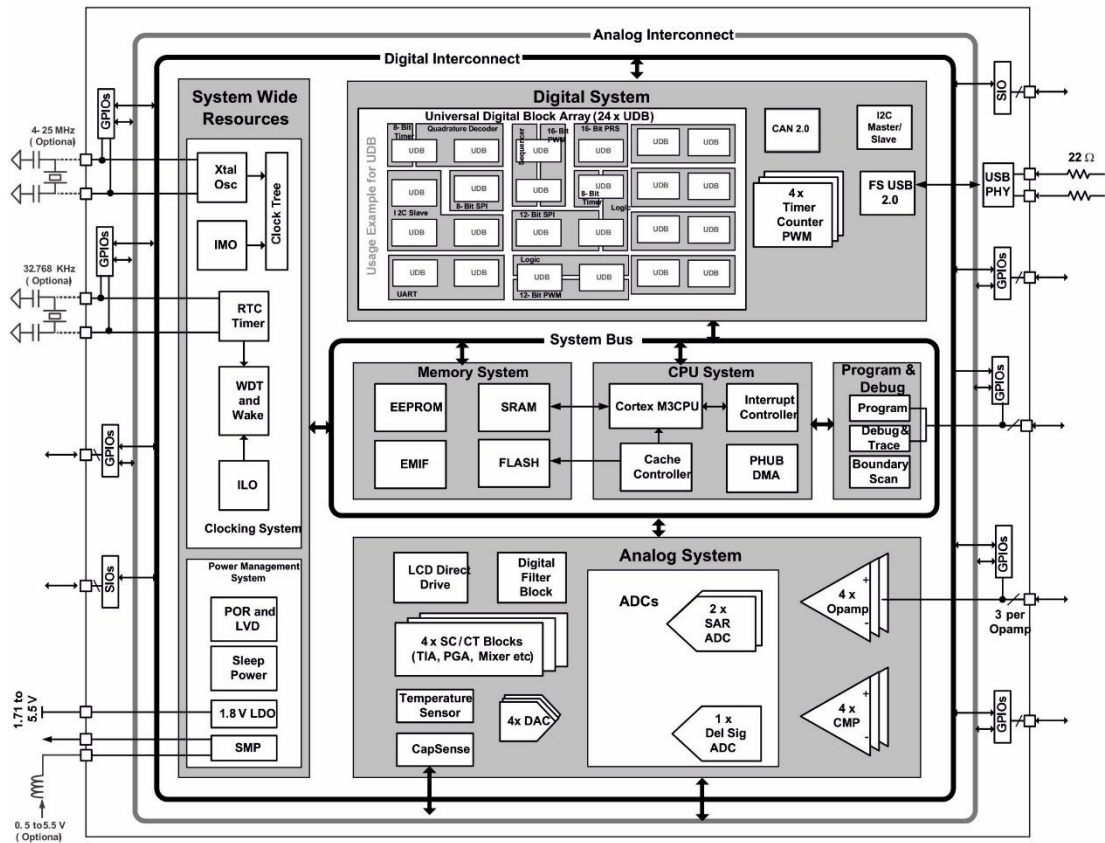 Analog Interconnect
Digital Interconnect
4- 25 MHz
( Optional)
GPIOs
32.768 KHz
( Optional)
GPIOs
GPIOs
SIOs
1.71 to
5.5 V
0. 5 to5.5 V
( Optional)
System Wide
Resources
Xtal
Osc
Clock Tree
IMO
RTC
Timer
WDT
and
Wake
ILO
Clocking System
Power Management
System
POR and
LVD
Sleep
Power
1.8 V LDO
SMP
Digital System
Universal Digital Block Array (24 x UDB)
Usage Example for UDB
8- Bit
Timer
Quadrature Decoder
Sequencer
16- Bit
PWM
16- Bit PRS
UDB
UDB
UDB
UDB
UDB
UDB
UDB
UDB
UDB
UDB
UDB
UDB
I2C Slave
8- Bit SPI
12- Bit SPI
8- Bit
Timer
Logic
UDB
UDB
UDB
UDB
UDB
UDB
Logic
UDB
UDB
UDB
UDB
UDB
UDB
UART
12- Bit PWM
CAN 2.0
I2C
Master/
Slave
4 x
Timer
Counter
PWM
FS USB
2.0
System Bus
Memory System
EEPROM
SRAM
EMIF
FLASH
CPU System
Cortex M3CPU
Interrupt
Controller
Cache
Controller
PHUB
DMA
Program &
Debug
Program
Debug &
Trace
Boundary
Scan
Analog System
LCD Direct
Drive
Digital
Filter
Block
4 x SC / CT Blocks
(TIA, PGA, Mixer etc)
Temperature
Sensor
4x DAC
CapSense
ADCs
2 x
SAR
ADC
1 x
Del Sig
ADC
+
4 x
Opamp
-
+
4 x
CMP
-
SIO
USB
PHY
22 Ω
GPIOs
GPIOs
GPIOs
3 per
Opamp
GPIOs